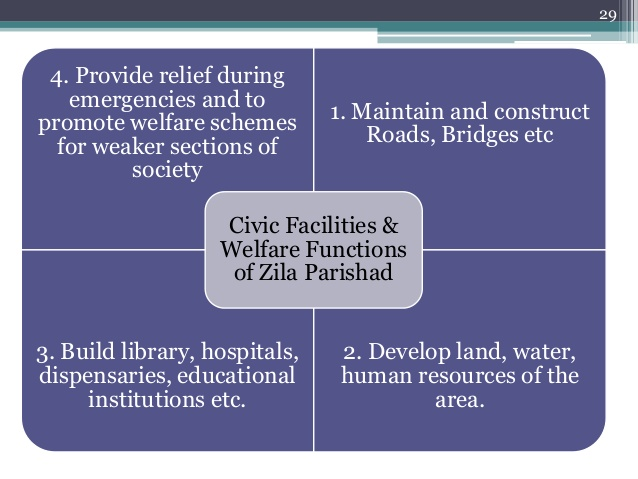 29
4. Provide relief during
emergencies and to
promote welfare schemes
for weaker sections of
society
1. Maintain and construct
Roads, Bridges etc
Civic Facilities &
Welfare Functions
of Zila Parishad
3. Build library, hospitals,
dispensaries, educational
institutions etc.
2. Develop land, water,
human resources of the
area.